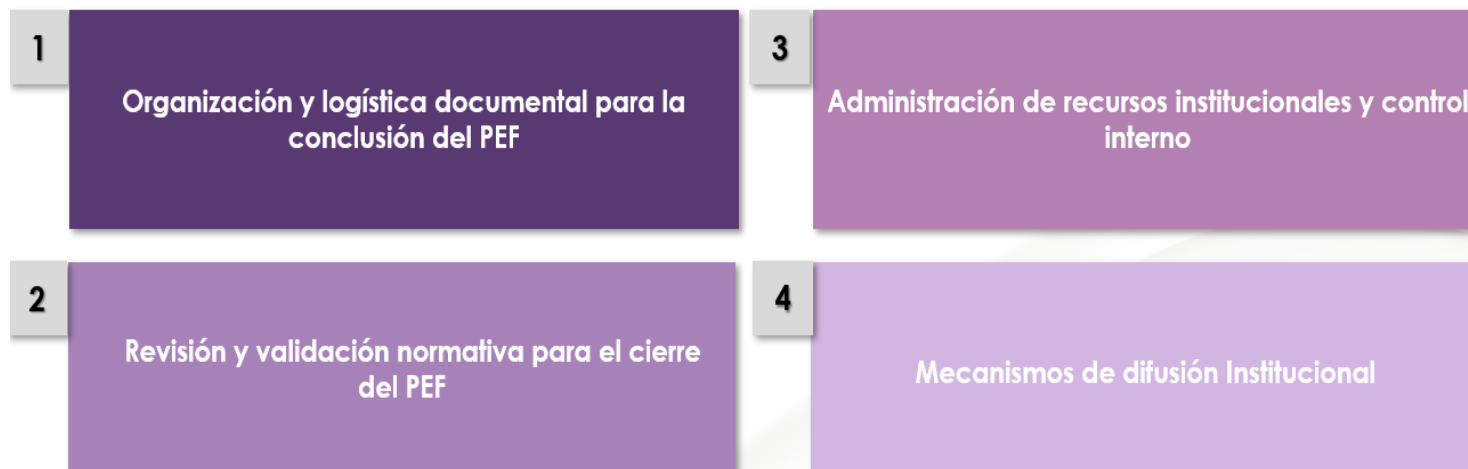 1
Organización y logística documental para la
conclusión del PEF
2
Revisión y validación normativa para el cierre
del PEF
3
Administración de recursos institucionales y control
interno
4
Mecanismos de difusión Institucional